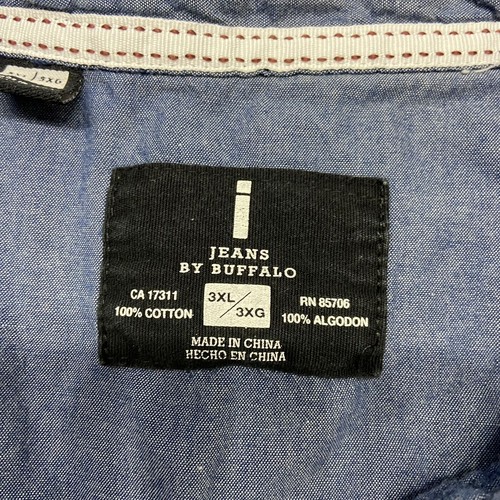 /3XG
i
JEANS
BY BUFFALO
CA 17311 3XL/3XG RN 85706
100% COTTON 100% ALGODON
MADE IN CHINA
HECHO EN CHINA